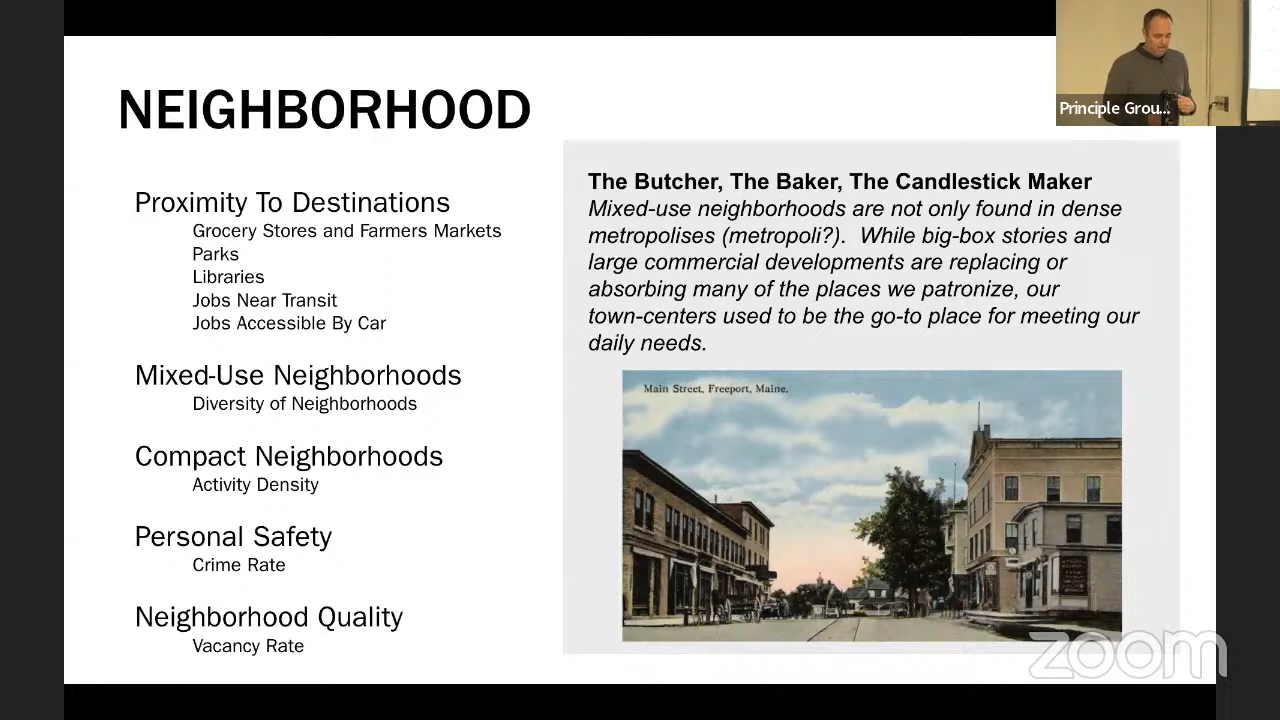 NEIGHBORHOOD
Proximity To Destinations
Grocery Stores and Farmers Markets
Parks
Libraries
Jobs Near Transit
Jobs Accessible By Car
Mixed-Use Neighborhoods
Diversity of Neighborhoods
Compact Neighborhoods
Activity Density
Personal Safety
Crime Rate
Neighborhood Quality
Vacancy Rate
The Butcher, The Baker, The Candlestick Maker
Mixed-use neighborhoods are not only found in dense
metropolises (metropoli?).  While big-box stories and
large commercial developments are replacing or
absorbing many of the places we patronize, our
town-centers used to be the go-to place for meeting our
daily needs.
Main Street, Freeport, Maine.
Principle Grou...
zoom